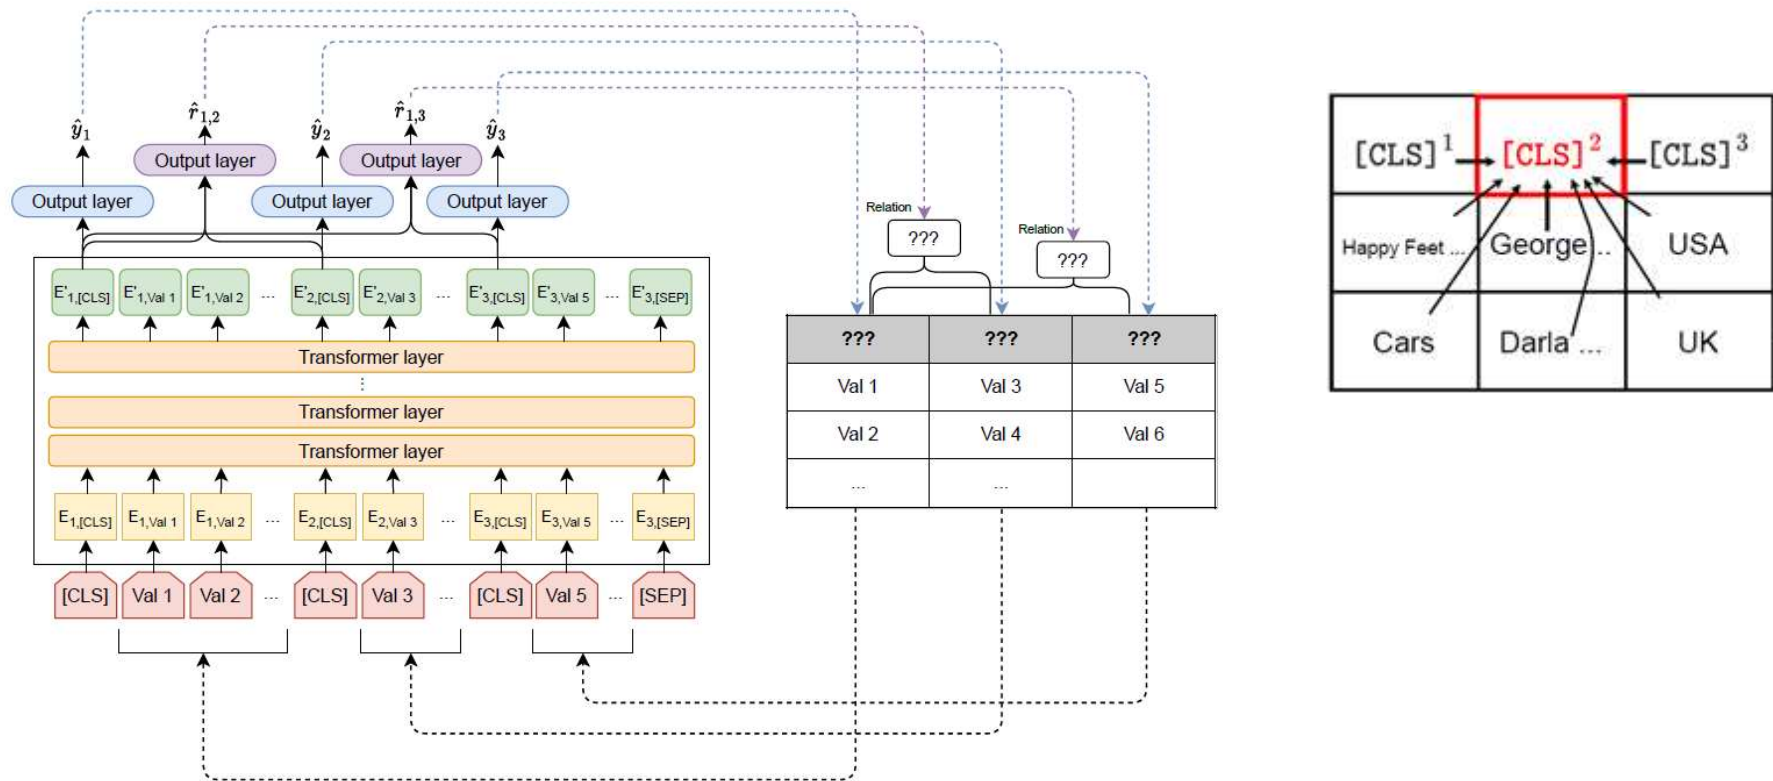 ŷ₁ r̂₁,₂ ŷ₂ r̂₁,₃ ŷ₃
Output layer Output layer
Output layer Output layer Output layer
E'1,[CLS] E'1,Val 1 E'1,Val 2 ... E'2,[CLS] E'2,Val 3 ... E'3,[CLS] E'3,Val 5 ... E'3,[SEP]
Transformer layer
⋮
Transformer layer
Transformer layer
E1,[CLS] E1,Val 1 E1,Val 2 ... E2,[CLS] E2,Val 3 ... E3,[CLS] E3,Val 5 ... E3,[SEP]
[CLS] Val 1 Val 2 ... [CLS] Val 3 ... [CLS] Val 5 ... [SEP]
Relation
???
Relation
???
??? ??? ???
Val 1 Val 3 Val 5
Val 2 Val 4 Val 6
... ...
[CLS]¹ [CLS]² [CLS]³
Happy Feet ... George .. USA
Cars Darla ... UK